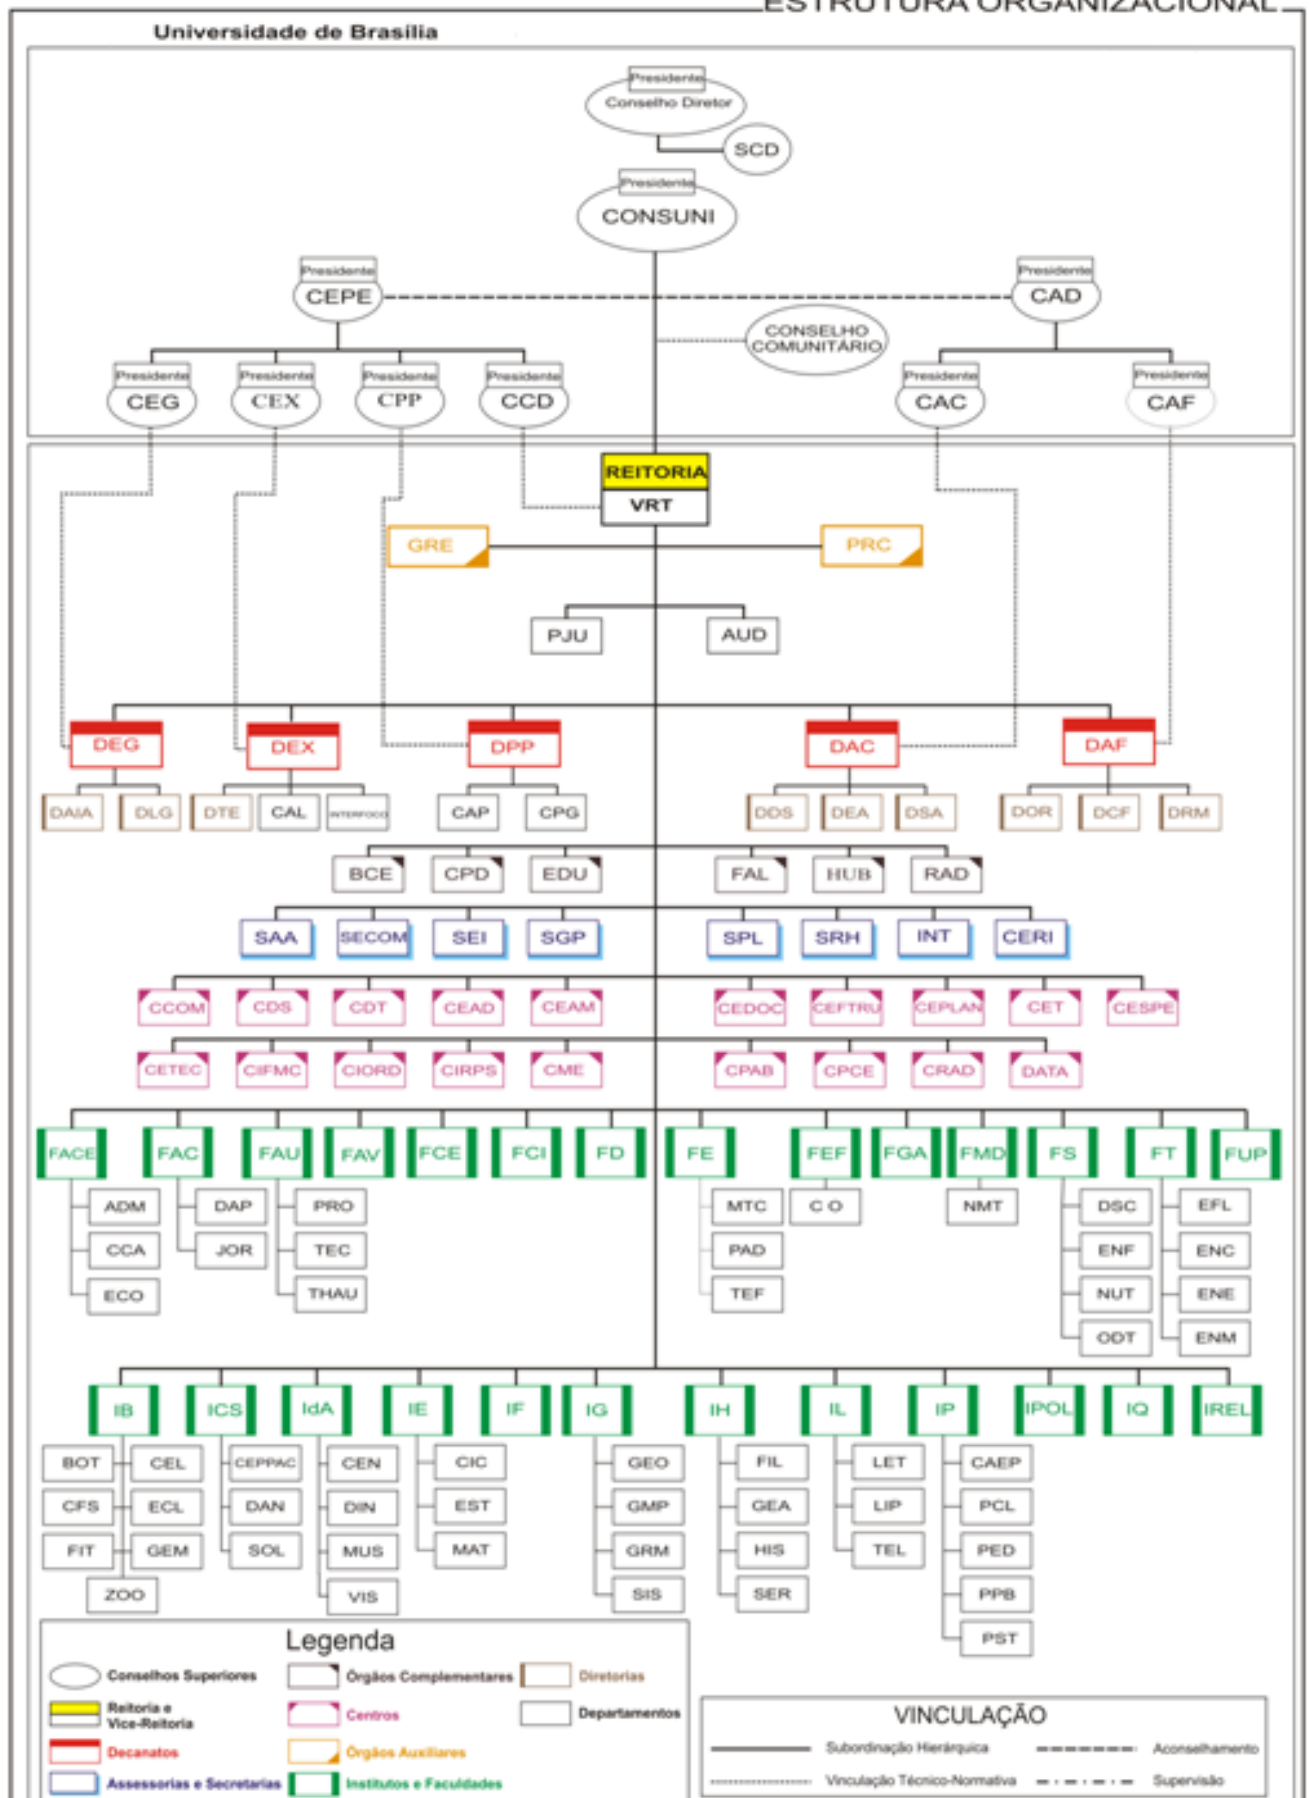 ESTRUTURA ORGANIZACIONAL
Universidade de Brasília
Presidente
Conselho Diretor
SCD
Presidente
CONSUNI
Presidente
CEPE
Presidente
CAD
CONSELHO
COMUNITÁRIO
Presidente Presidente Presidente Presidente Presidente Presidente
CEG CEX CPP CCD CAC CAF
REITORIA
VRT
GRE PRC
PJU AUD
DEG DEX DPP DAC DAF
DAIA DLG DTE CAL INTERFOCO CAP CPG DDS DEA DSA DOR DCF DRM
BCE CPD EDU FAL HUB RAD
SAA SECOM SEI SGP SPL SRH INT CERI
CCOM CDS CDT CEAD CEAM CEDOC CEFTRU CEPLAN CET CESPE
CETEC CIFMC CIORD CIRPS CME CPAB CPCE CRAD DATA
FACE FAC FAU FAV FCE FCI FD FE FEF FGA FMD FS FT FUP
ADM DAP PRO MTC C O NMT DSC EFL
CCA JOR TEC PAD ENF ENC
ECO THAU TEF NUT ENE
ODT ENM
IB ICS IdA IE IF IG IH IL IP IPOL IQ IREL
BOT CEL CEPPAC CEN CIC GEO FIL LET CAEP
CFS ECL DAN DIN EST GMP GEA LIP PCL
FIT GEM SOL MUS MAT GRM HIS TEL PED
ZOO VIS SIS SER PPB
PST
Legenda
Conselhos Superiores Órgãos Complementares Diretorias
Reitoria e
Vice-Reitoria Centros Departamentos
Decanatos Órgãos Auxiliares
Assessorias e Secretarias Institutos e Faculdades
VINCULAÇÃO
Subordinação Hierárquica Aconselhamento
Vinculação Técnico-Normativa Supervisão